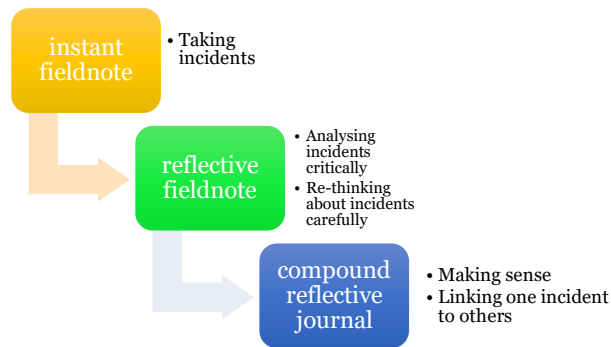 instant
fieldnote
• Taking
incidents
reflective
fieldnote
• Analysing
incidents
critically
• Re-thinking
about incidents
carefully
compound
reflective
journal
• Making sense
• Linking one incident
to others